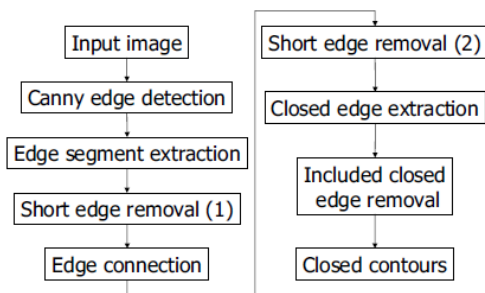 Input image
Canny edge detection
Edge segment extraction
Short edge removal (1)
Edge connection
Short edge removal (2)
Closed edge extraction
Included closed
edge removal
Closed contours